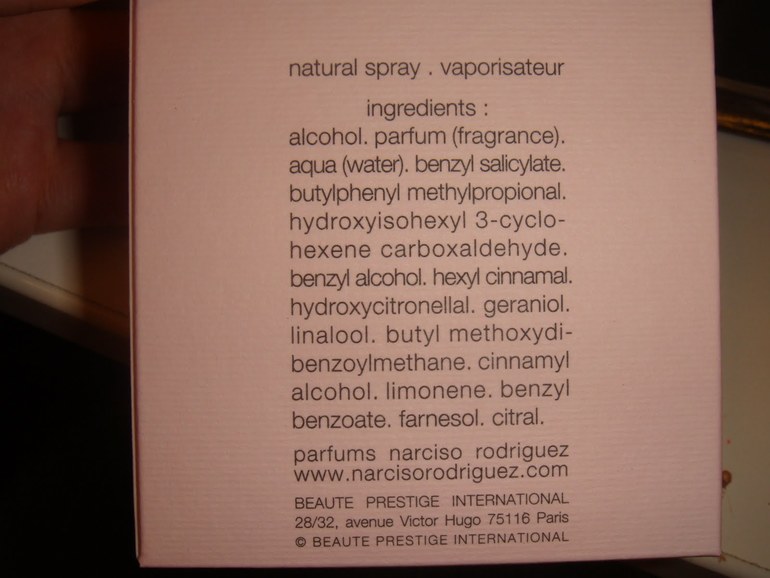 natural spray . vaporisateur
ingredients :
alcohol. parfum (fragrance).
aqua (water). benzyl salicylate.
butylphenyl methylpropional.
hydroxyisohexyl 3-cyclo-
hexene carboxaldehyde.
benzyl alcohol. hexyl cinnamal.
hydroxycitronellal. geraniol.
linalool. butyl methoxydi-
benzoylmethane. cinnamyl
alcohol. limonene. benzyl
benzoate. farnesol. citral.
parfums narciso rodriguez
www.narcisorodriguez.com
BEAUTE PRESTIGE INTERNATIONAL
28/32, avenue Victor Hugo 75116 Paris
© BEAUTE PRESTIGE INTERNATIONAL